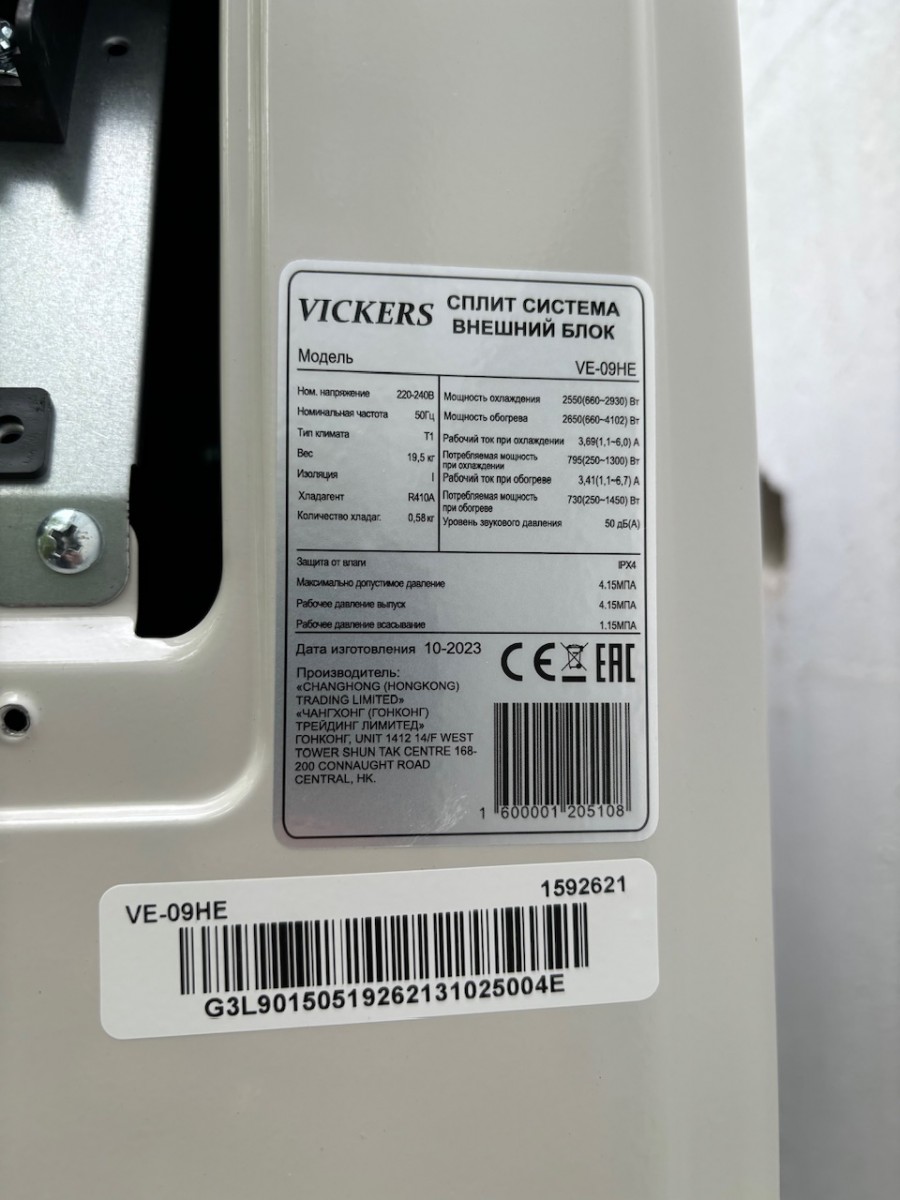 VICKERS СПЛИТ СИСТЕМА
ВНЕШНИЙ БЛОК
Модель VE-09HE
Ном. напряжение 220-240В
Номинальная частота 50Гц
Тип климата T1
Вес 19,5 кг
Изоляция I
Хладагент R410A
Количество хладаг. 0,58 кг
Мощность охлаждения 2550(660~2930) Вт
Мощность обогрева 2650(660~4102) Вт
Рабочий ток при охлаждении 3,69(1,1~6,0) А
Потребляемая мощность 795(250~1300) Вт
при охлаждении
Рабочий ток при обогреве 3,41(1,1~6,7) А
Потребляемая мощность 730(250~1450) Вт
при обогреве
Уровень звукового давления 50 дБ(А)
Защита от влаги IPX4
Максимально допустимое давление 4.15МПА
Рабочее давление выпуск 4.15МПА
Рабочее давление всасывание 1.15МПА
Дата изготовления 10-2023
CE EAC
Производитель:
«CHANGHONG (HONGKONG)
TRADING LIMITED»
«ЧАНГХОНГ (ГОНКОНГ)
ТРЕЙДИНГ ЛИМИТЕД»
ГОНКОНГ, UNIT 1412 14/F WEST
TOWER SHUN TAK CENTRE 168-
200 CONNAUGHT ROAD
CENTRAL, HK.
1 600001 205108
VE-09HE 1592621
G3L90150519262131025004E